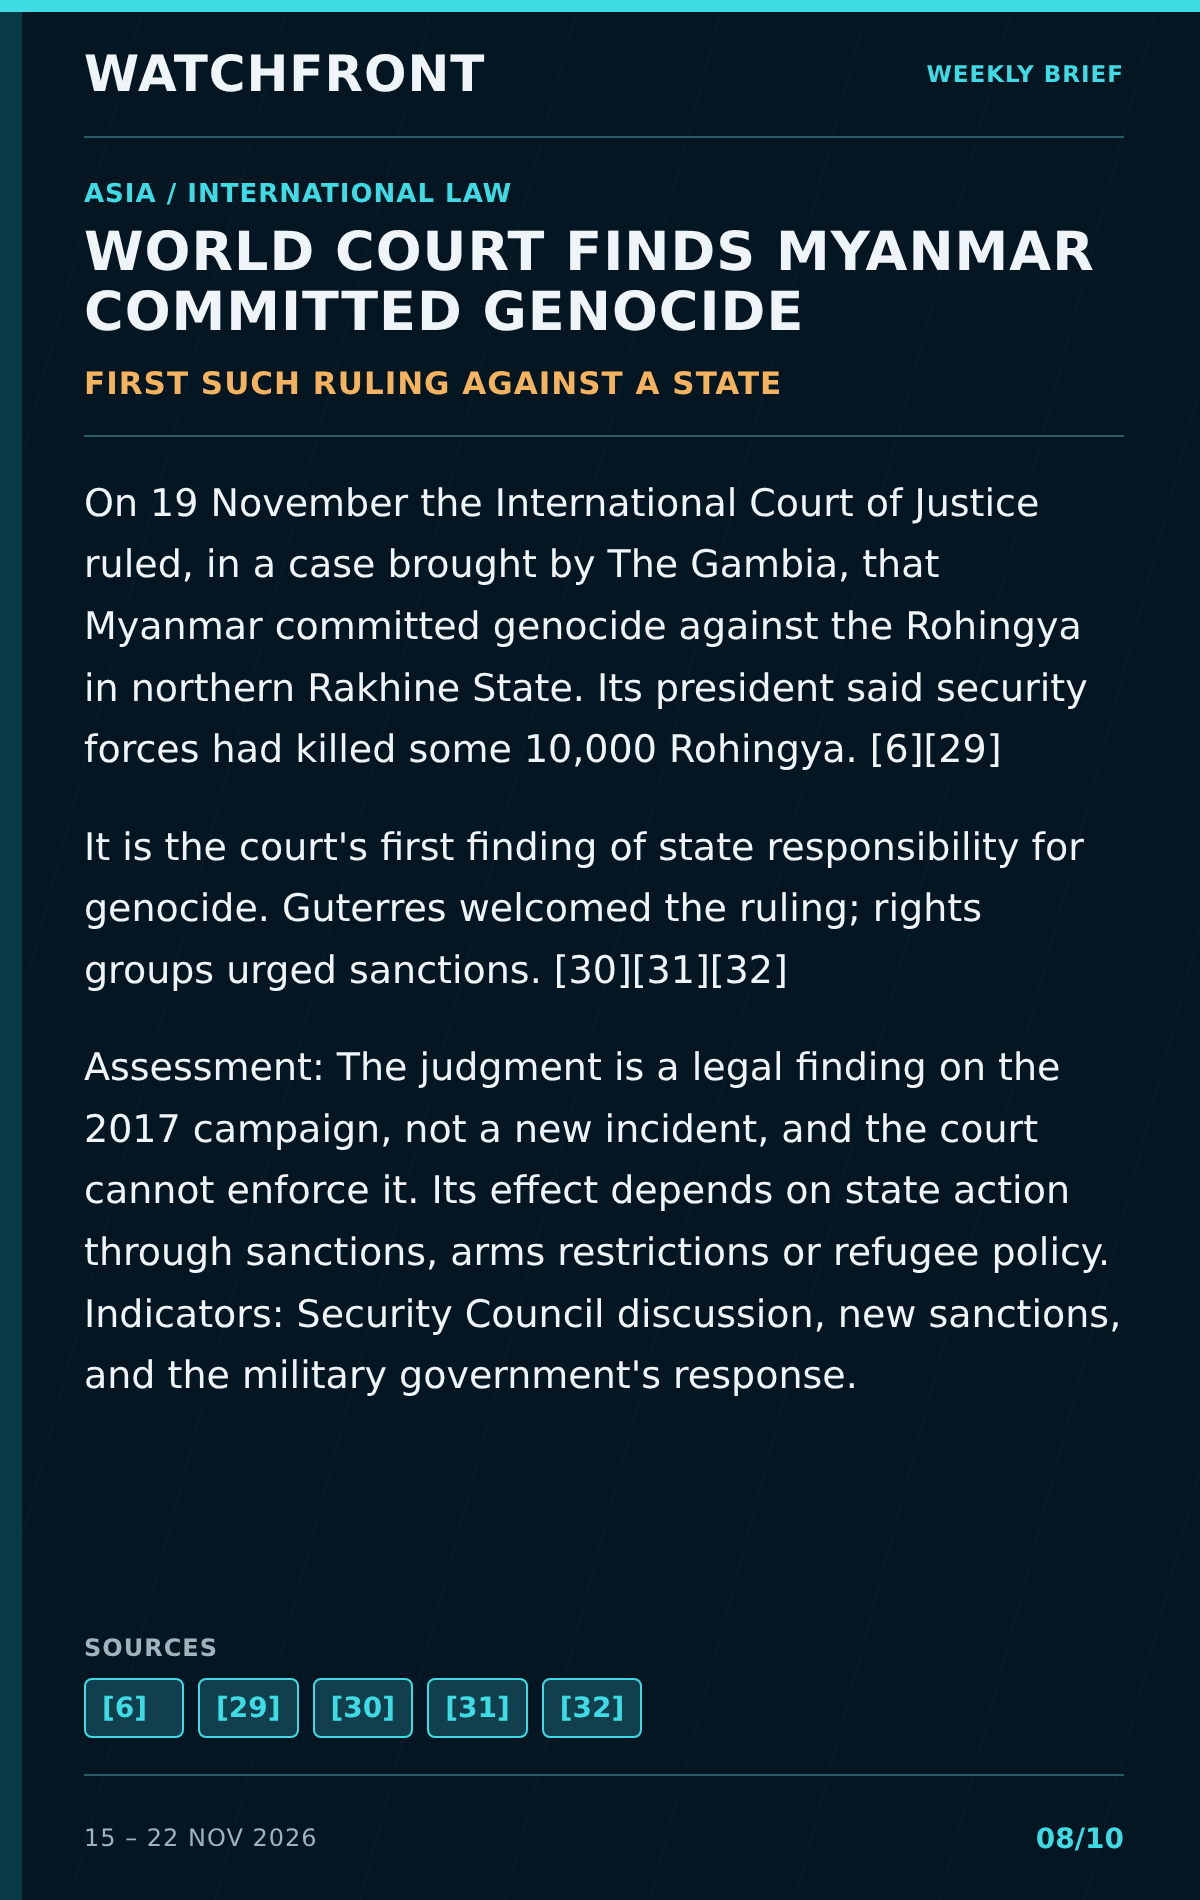 WATCHFRONT
WEEKLY BRIEF
ASIA / INTERNATIONAL LAW
WORLD COURT FINDS MYANMAR
COMMITTED GENOCIDE
FIRST SUCH RULING AGAINST A STATE
On 19 November the International Court of Justice
ruled, in a case brought by The Gambia, that
Myanmar committed genocide against the Rohingya
in northern Rakhine State. Its president said security
forces had killed some 10,000 Rohingya. [6][29]
It is the court's first finding of state responsibility for
genocide. Guterres welcomed the ruling; rights
groups urged sanctions. [30][31][32]
Assessment: The judgment is a legal finding on the
2017 campaign, not a new incident, and the court
cannot enforce it. Its effect depends on state action
through sanctions, arms restrictions or refugee policy.
Indicators: Security Council discussion, new sanctions,
and the military government's response.
SOURCES
[6] [29] [30] [31] [32]
15 – 22 NOV 2026
08/10